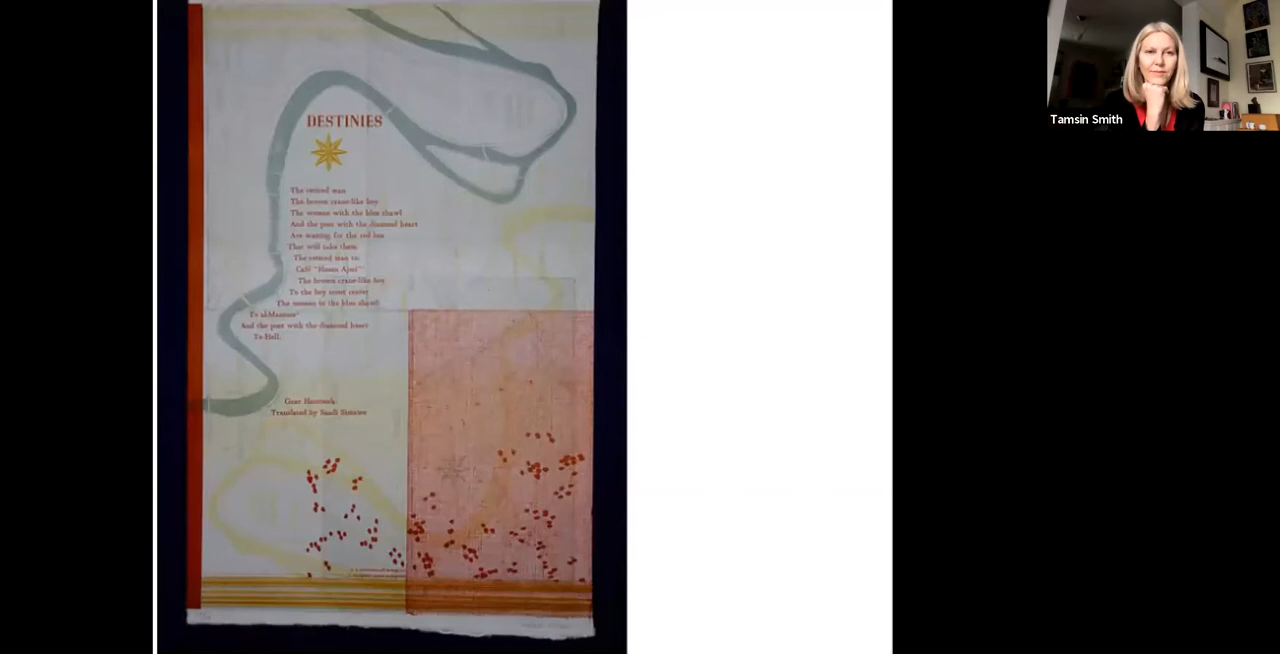 DESTINIES
The retired man
The brown crane-like boy
The woman with the blue shawl
And the poet with the diamond heart
Are waiting for the red bus
That will take them
The retired man to
Café "Hasan Ajmi"
The brown crane-like boy
To the boy scout center
The woman in the blue shawl
To
And the poet with the diamond heart
To Hell.
Translated by Saadi Simawe
Tamsin Smith